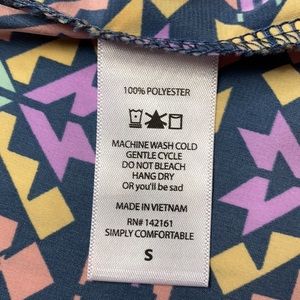 100% POLYESTER
MACHINE WASH COLD
GENTLE CYCLE
DO NOT BLEACH
HANG DRY
OR you'll be sad
MADE IN VIETNAM
RN# 142161
SIMPLY COMFORTABLE
S